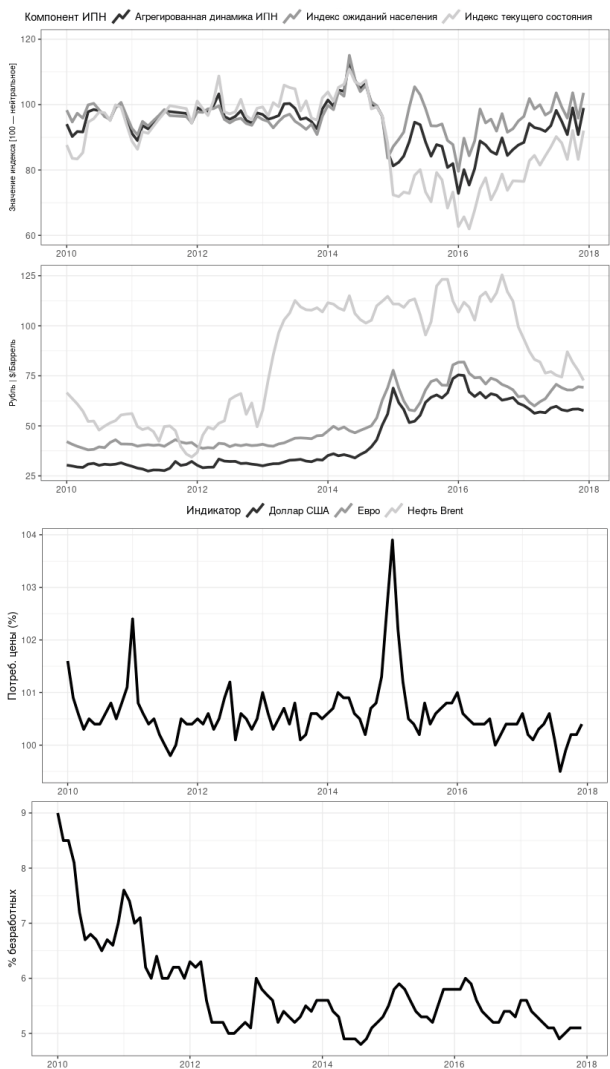 Компонент ИПН Агрегированная динамика ИПН Индекс ожиданий населения Индекс текущего состояния
Значение индекса [100 — нейтральное]
120
100
80
60
2010 2012 2014 2016 2018
Рубль | $/Баррель
125
100
75
50
25
2010 2012 2014 2016 2018
Индикатор Доллар США Евро Нефть Brent
Потреб. цены (%)
104
103
102
101
100
2010 2012 2014 2016 2018
% безработных
9
8
7
6
5
2010 2012 2014 2016 2018